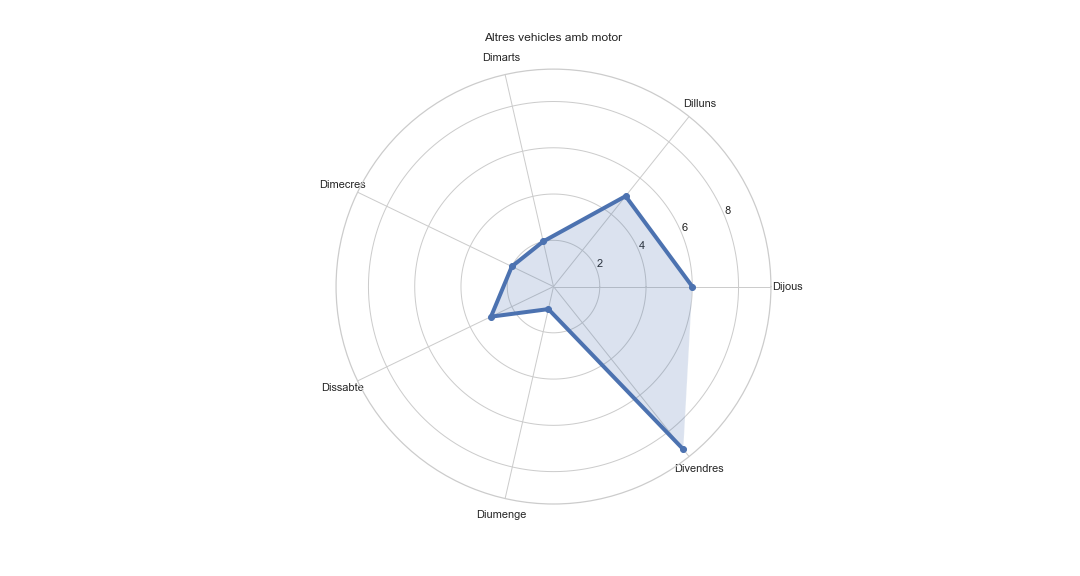 Altres vehicles amb motor
Dimarts
Dilluns
Dimecres
8
6
4
2
Dijous
Dissabte
Divendres
Diumenge